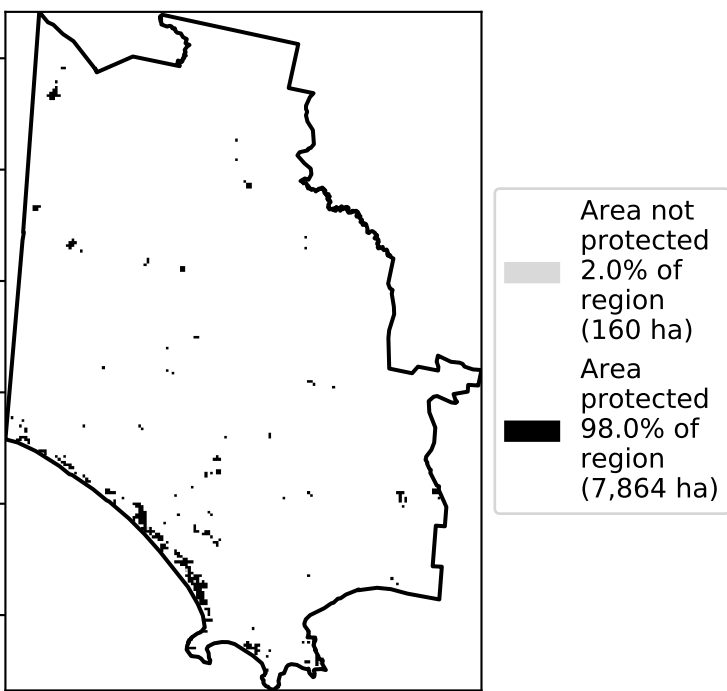 Area not
protected
2.0% of
region
(160 ha)
Area
protected
98.0% of
region
(7,864 ha)